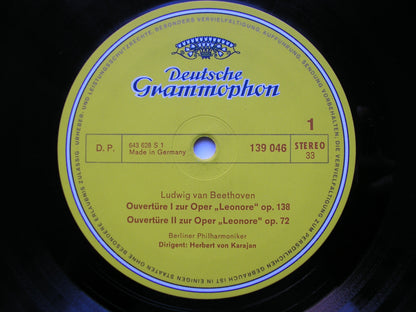 Deutsche
Grammophon
D. P.
643 628 S 1
Made in Germany
139 046
1
STEREO
33
Ludwig van Beethoven
Ouvertüre I zur Oper „Leonore" op. 138
Ouvertüre II zur Oper „Leonore" op. 72
Berliner Philharmoniker
Dirigent: Herbert von Karajan